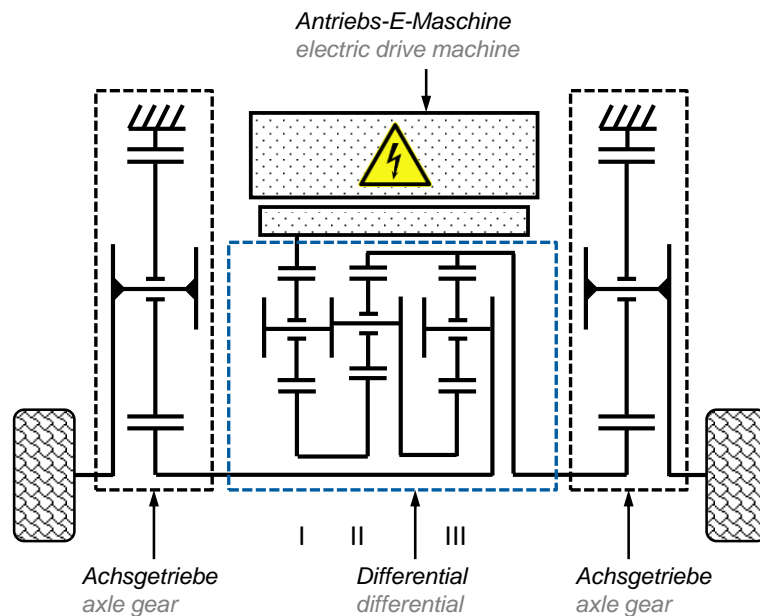 Antriebs-E-Maschine
electric drive machine
I II III
Achsgetriebe
axle gear
Differential
differential
Achsgetriebe
axle gear